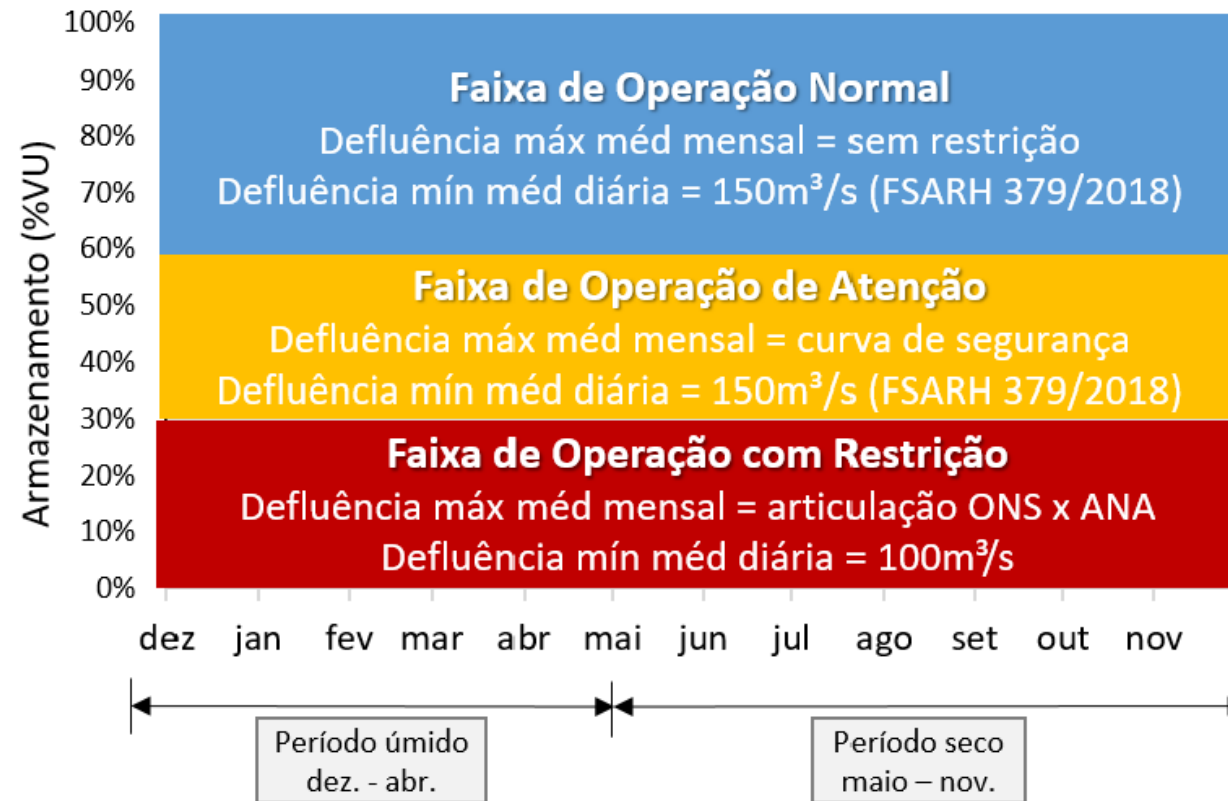 Armazenamento (%VU)
100%
90%
80%
70%
60%
50%
40%
30%
20%
10%
0%
Faixa de Operação Normal
Defluência máx méd mensal = sem restrição
Defluência mín méd diária = 150m³/s (FSARH 379/2018)
Faixa de Operação de Atenção
Defluência máx méd mensal = curva de segurança
Defluência mín méd diária = 150m³/s (FSARH 379/2018)
Faixa de Operação com Restrição
Defluência máx méd mensal = articulação ONS x ANA
Defluência mín méd diária = 100m³/s
dez jan fev mar abr mai jun jul ago set out nov
Período úmido
dez. - abr.
Período seco
maio – nov.